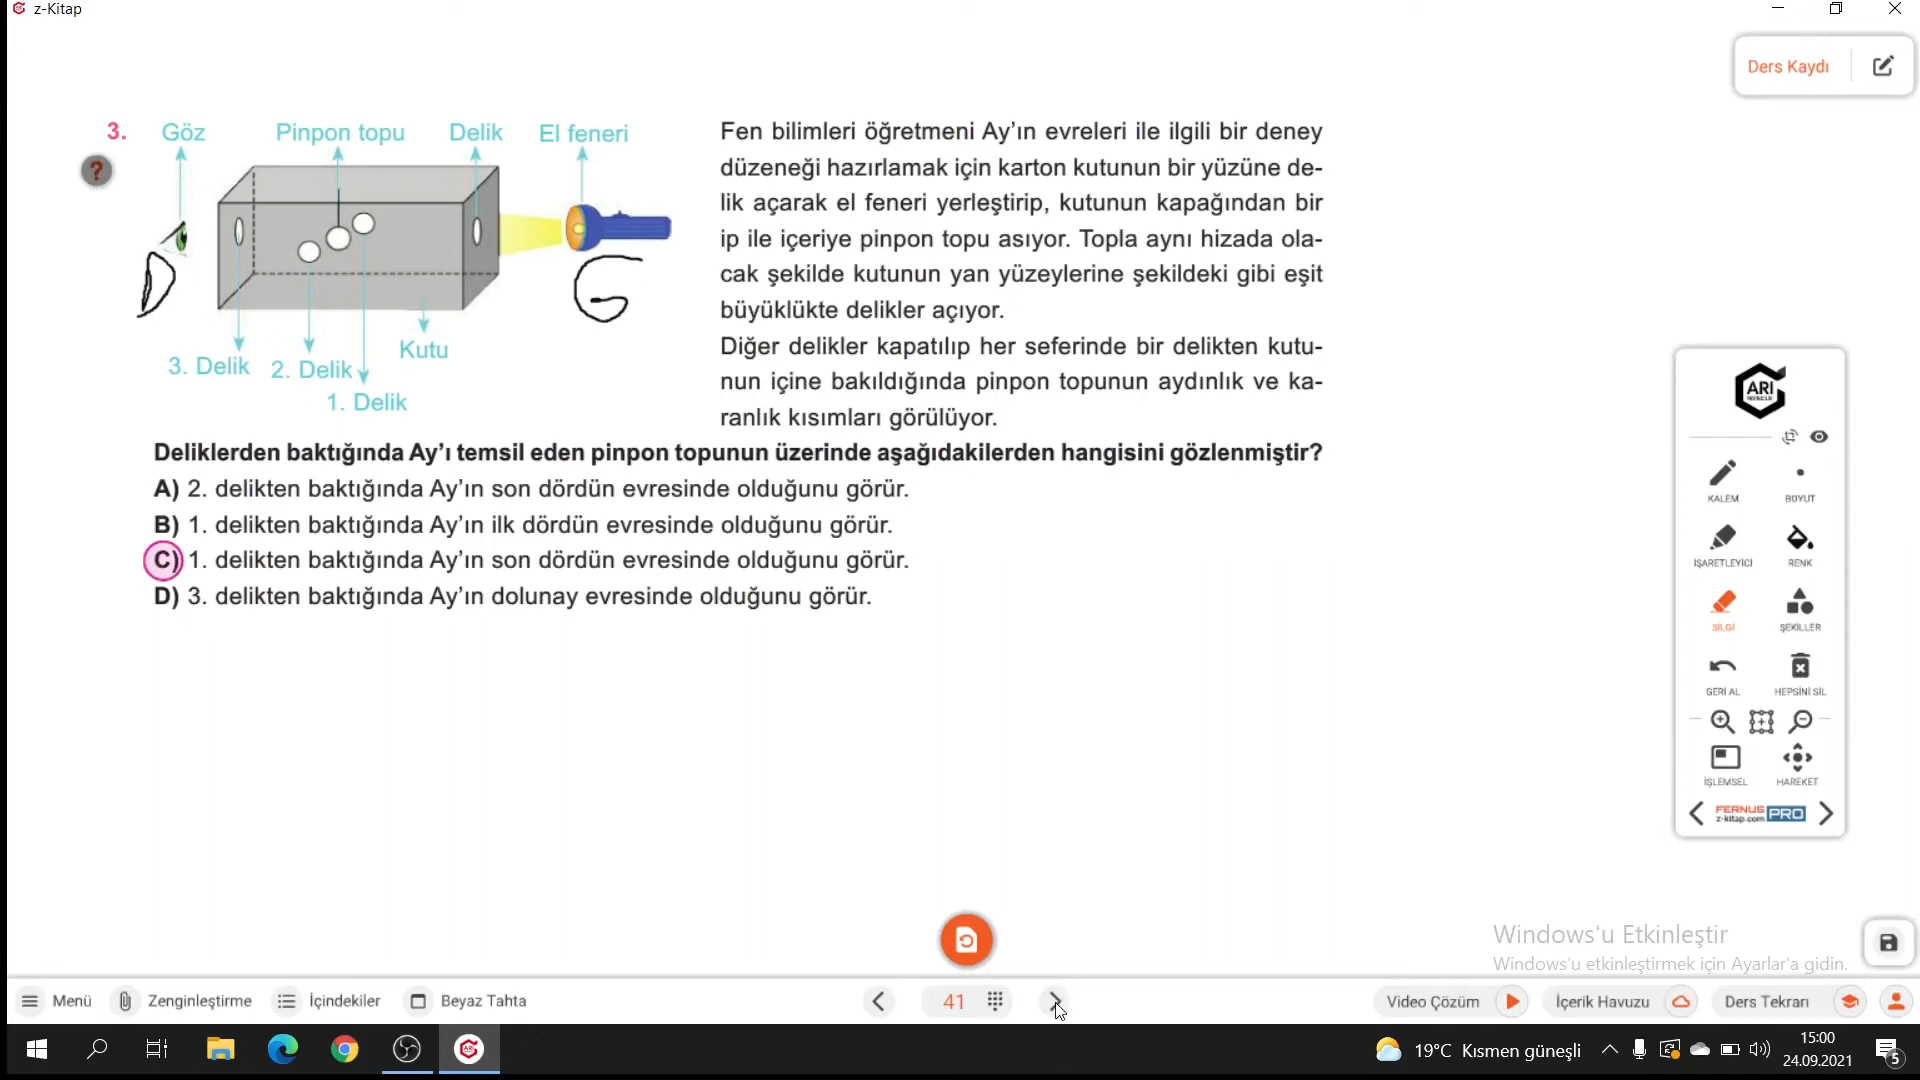 z-Kitap
Ders Kaydı
3.
Göz
Pinpon topu
Delik
El feneri
?
D
G
3. Delik
2. Delik
1. Delik
Kutu
Fen bilimleri öğretmeni Ay’ın evreleri ile ilgili bir deney
düzeneği hazırlamak için karton kutunun bir yüzüne de-
lik açarak el feneri yerleştirip, kutunun kapağından bir
ip ile içeriye pinpon topu asıyor. Topla aynı hizada ola-
cak şekilde kutunun yan yüzeylerine şekildeki gibi eşit
büyüklükte delikler açıyor.
Diğer delikler kapatılıp her seferinde bir delikten kutu-
nun içine bakıldığında pinpon topunun aydınlık ve ka-
ranlık kısımları görülüyor.
Deliklerden baktığında Ay’ı temsil eden pinpon topunun üzerinde aşağıdakilerden hangisini gözlenmiştir?
A) 2. delikten baktığında Ay’ın son dördün evresinde olduğunu görür.
B) 1. delikten baktığında Ay’ın ilk dördün evresinde olduğunu görür.
C) 1. delikten baktığında Ay’ın son dördün evresinde olduğunu görür.
D) 3. delikten baktığında Ay’ın dolunay evresinde olduğunu görür.
ARI
KALEM
BOYUT
İŞARETLEYİCİ
RENK
SİLGİ
ŞEKİLLER
GERİ AL
HEPSİNİ SİL
İŞLEMSEL
HAREKET
FERNUS PRO
z-kitap.com
Windows'u Etkinleştir
Windows'u etkinleştirmek için Ayarlar'a gidin.
Menü
Zenginleştirme
İçindekiler
Beyaz Tahta
41
Video Çözüm
İçerik Havuzu
Ders Tekrarı
19°C Kısmen güneşli
15:00
24.09.2021
5